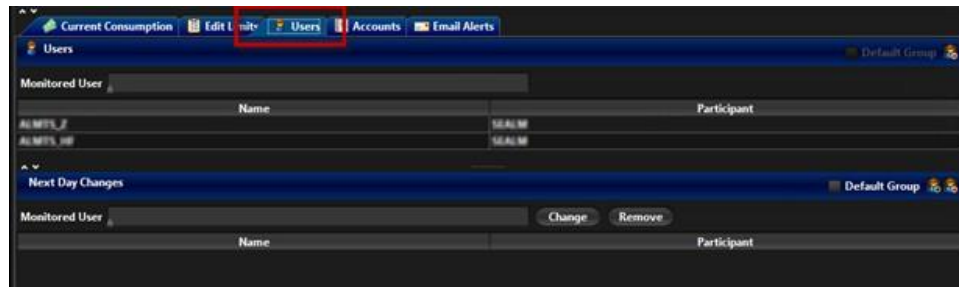 Current Consumption Edit Limits Users Accounts Email Alerts
Users Default Group
Monitored User
Name Participant
Next Day Changes Default Group
Monitored User Change Remove
Name Participant